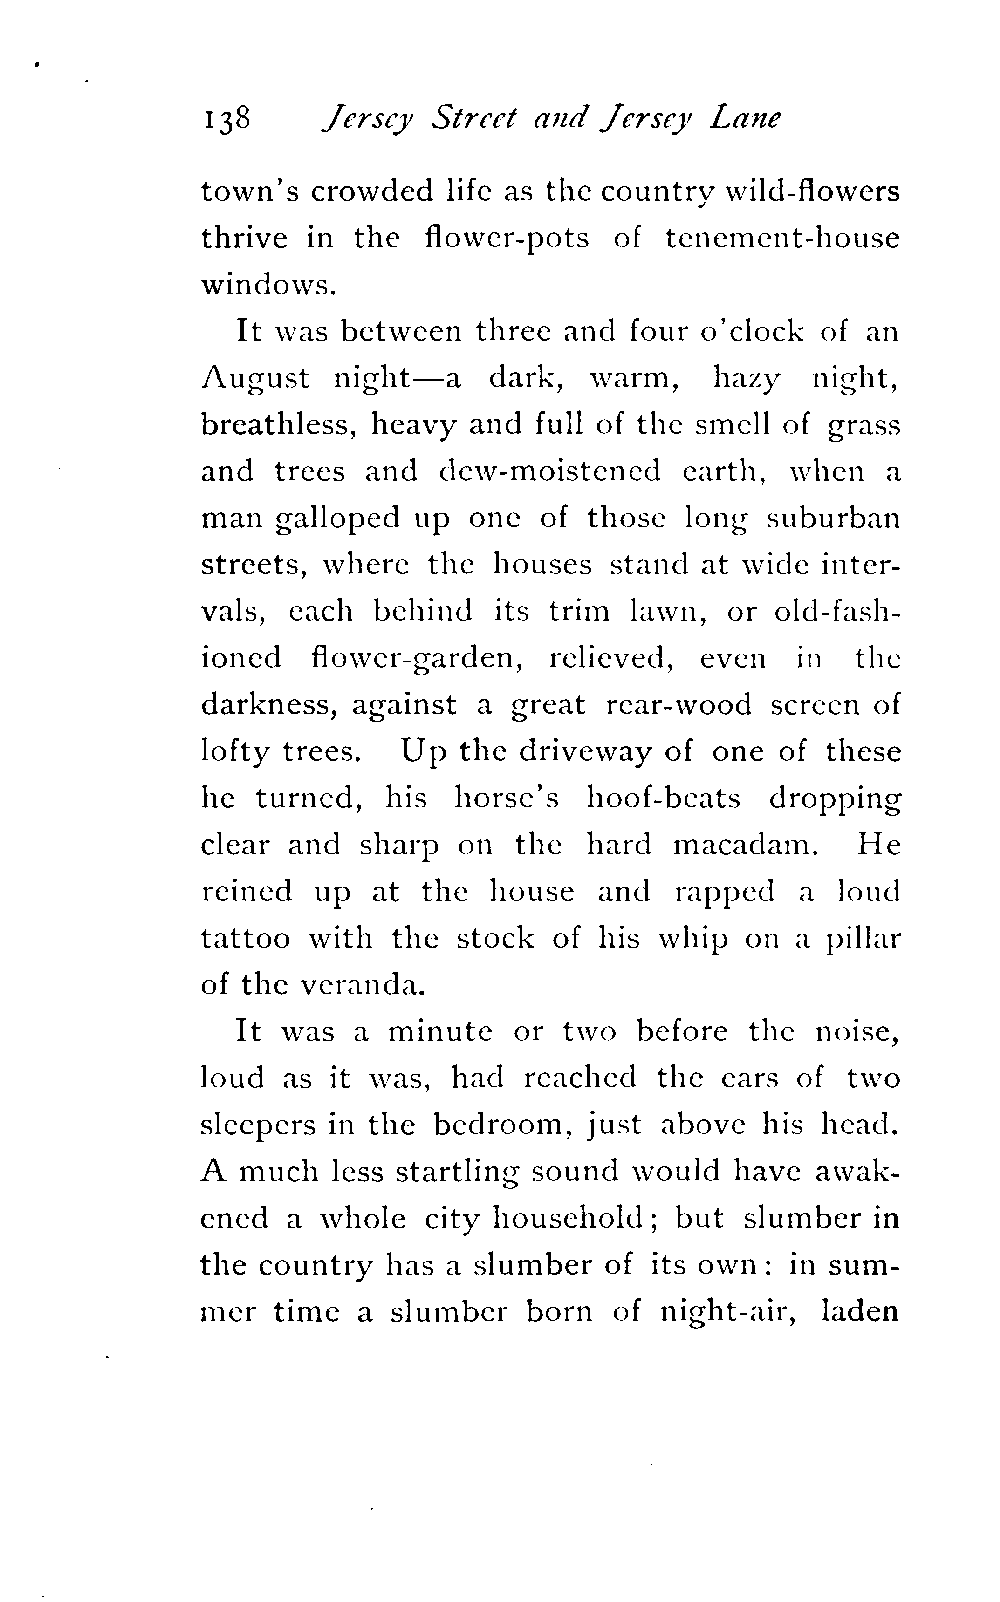 138 Jersey Street and Jersey Lane
town's crowded life as the country wild-flowers
thrive in the flower-pots of tenement-house
windows.
It was between three and four o'clock of an
August night—a dark, warm, hazy night,
breathless, heavy and full of the smell of grass
and trees and dew-moistened earth, when a
man galloped up one of those long suburban
streets, where the houses stand at wide inter-
vals, each behind its trim lawn, or old-fash-
ioned flower-garden, relieved, even in the
darkness, against a great rear-wood screen of
lofty trees. Up the driveway of one of these
he turned, his horse's hoof-beats dropping
clear and sharp on the hard macadam. He
reined up at the house and rapped a loud
tattoo with the stock of his whip on a pillar
of the veranda.
It was a minute or two before the noise,
loud as it was, had reached the ears of two
sleepers in the bedroom, just above his head.
A much less startling sound would have awak-
ened a whole city household; but slumber in
the country has a slumber of its own: in sum-
mer time a slumber born of night-air, laden